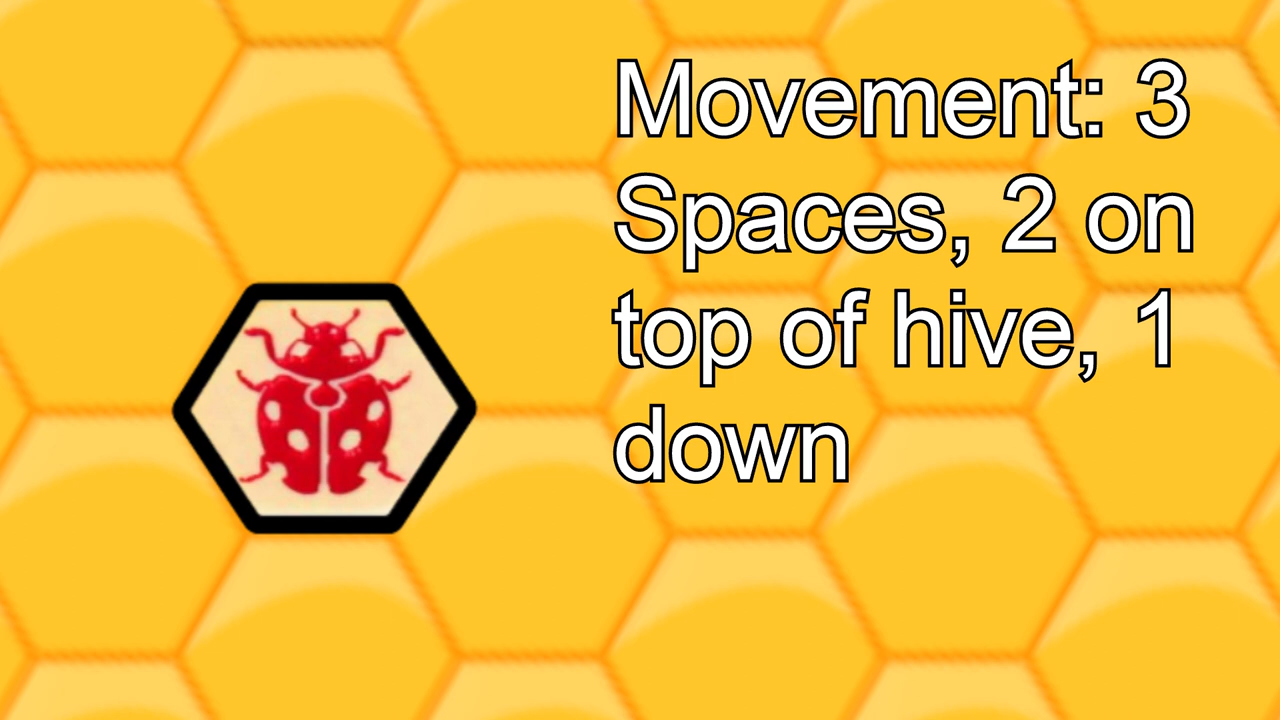 Movement: 3
Spaces, 2 on
top of hive, 1
down